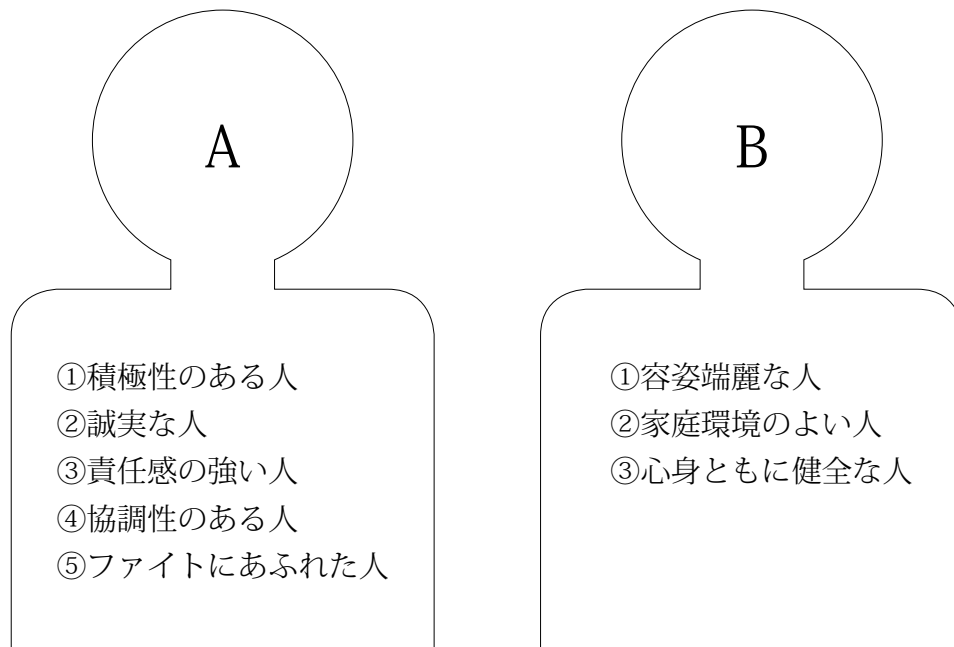 A
①積極性のある人
②誠実な人
③責任感の強い人
④協調性のある人
⑤ファイトにあふれた人
B
①容姿端麗な人
②家庭環境のよい人
③心身ともに健全な人